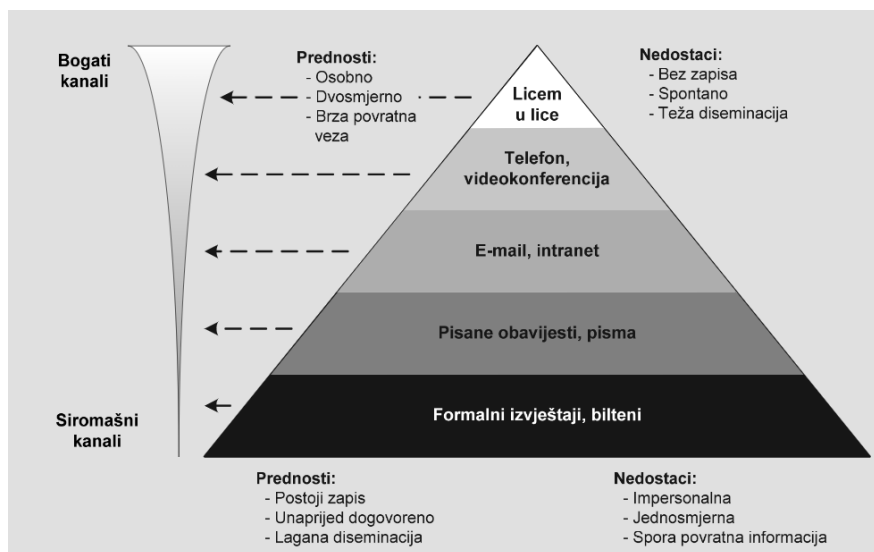 Bogati
kanali
Prednosti:
- Osobno
- Dvosmjerno
- Brza povratna
veza
Nedostaci:
- Bez zapisa
- Spontano
- Teža diseminacija
Licem
u lice
Telefon,
videokonferencija
E-mail, intranet
Pisane obavijesti, pisma
Formalni izvještaji, bilteni
Siromašni
kanali
Prednosti:
- Postoji zapis
- Unaprijed dogovoreno
- Lagana diseminacija
Nedostaci:
- Impersonalna
- Jednosmjerna
- Spora povratna informacija